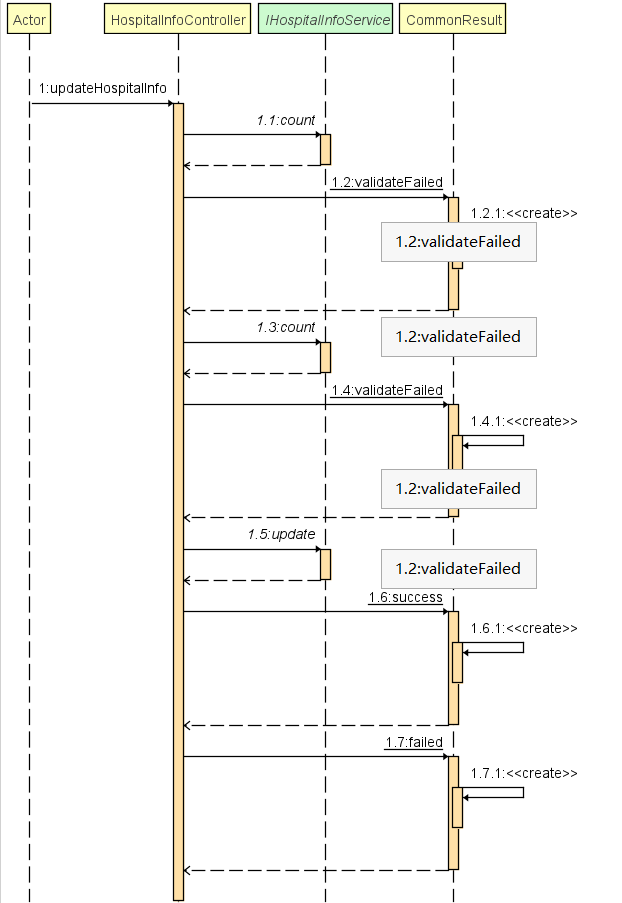 Actor
HospitalInfoController
IHospitalInfoService
CommonResult
1:updateHospitalInfo
1.1:count
1.2:validateFailed
1.2.1:<<create>>
1.2:validateFailed
1.3:count
1.2:validateFailed
1.4:validateFailed
1.4.1:<<create>>
1.2:validateFailed
1.5:update
1.2:validateFailed
1.6:success
1.6.1:<<create>>
1.7:failed
1.7.1:<<create>>